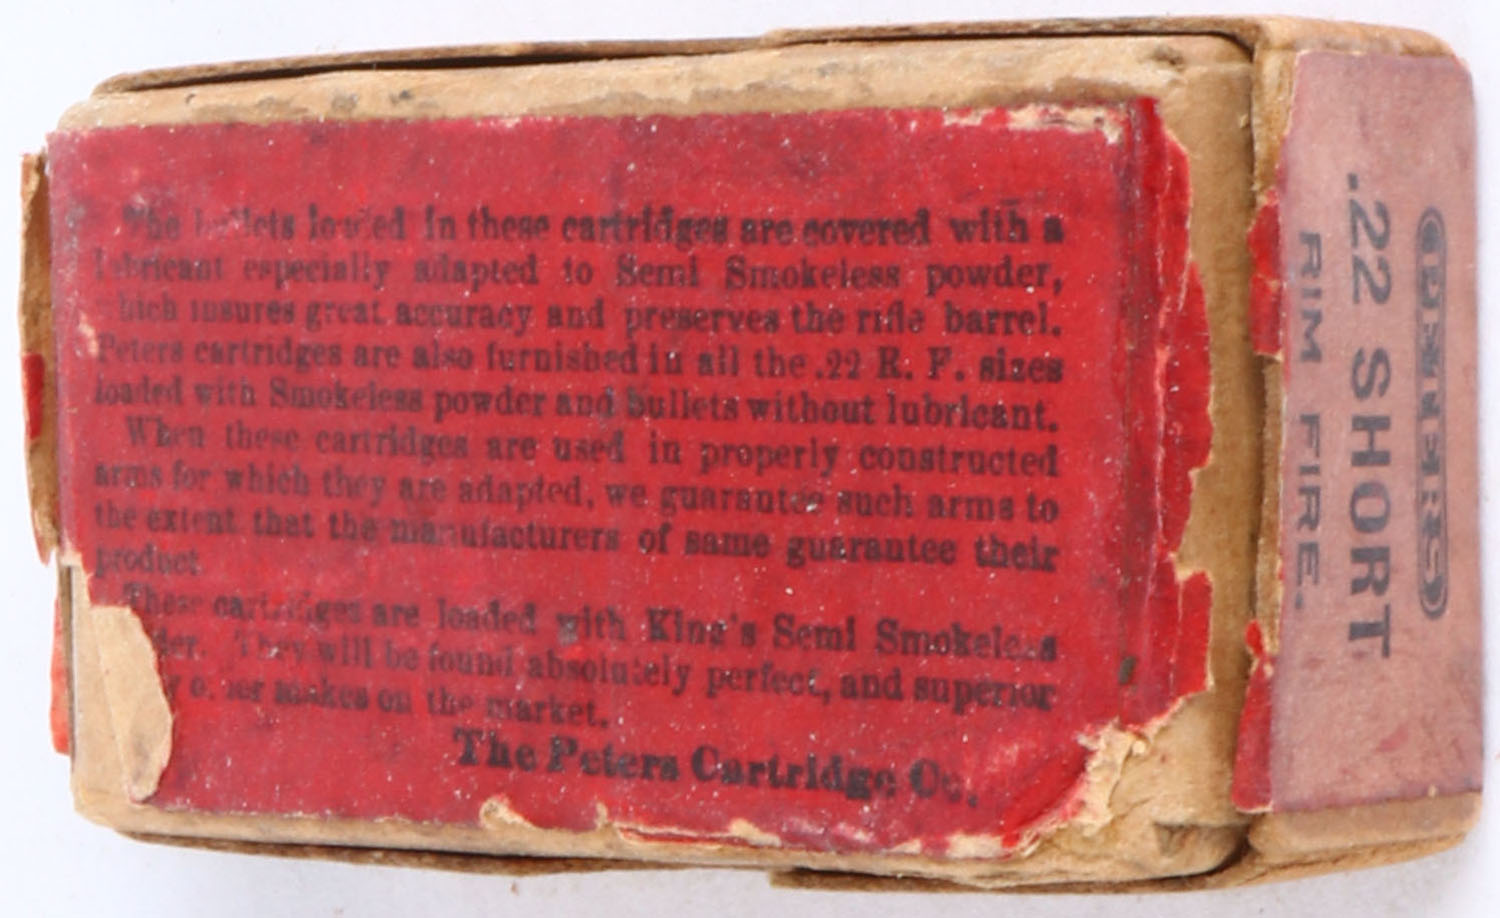 The bullets loaded in these cartridges are covered with a
lubricant especially adapted to Semi Smokeless powder,
which insures great accuracy and preserves the rifle barrel.
Peters cartridges are also furnished in all the .22 R. F. sizes
loaded with Smokeless powder and bullets without lubricant.
When these cartridges are used in properly constructed
arms for which they are adapted, we guarantee such arms to
the extent that the manufacturers of same guarantee their
product
These cartridges are loaded with King's Semi Smokeless
They will be found absolutely perfect, and superior
makes on the market.
The Peters Cartridge Co.
PETERS
.22 SHORT
RIM FIRE.